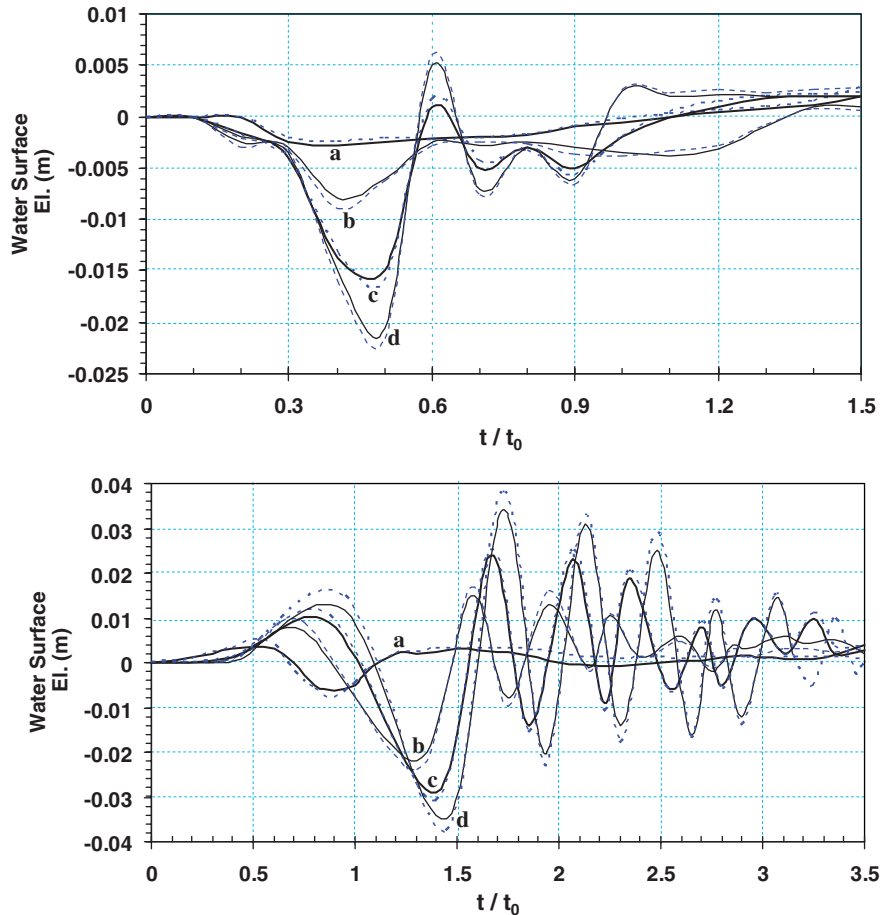 0.01
0.005
0
-0.005
-0.01
-0.015
-0.02
-0.025
Water Surface
El. (m)
a
b
c
d
0 0.3 0.6 0.9 1.2 1.5
t / t0
0.04
0.03
0.02
0.01
0
-0.01
-0.02
-0.03
-0.04
Water Surface
El. (m)
a
b
c
d
0 0.5 1 1.5 2 2.5 3 3.5
t / t0